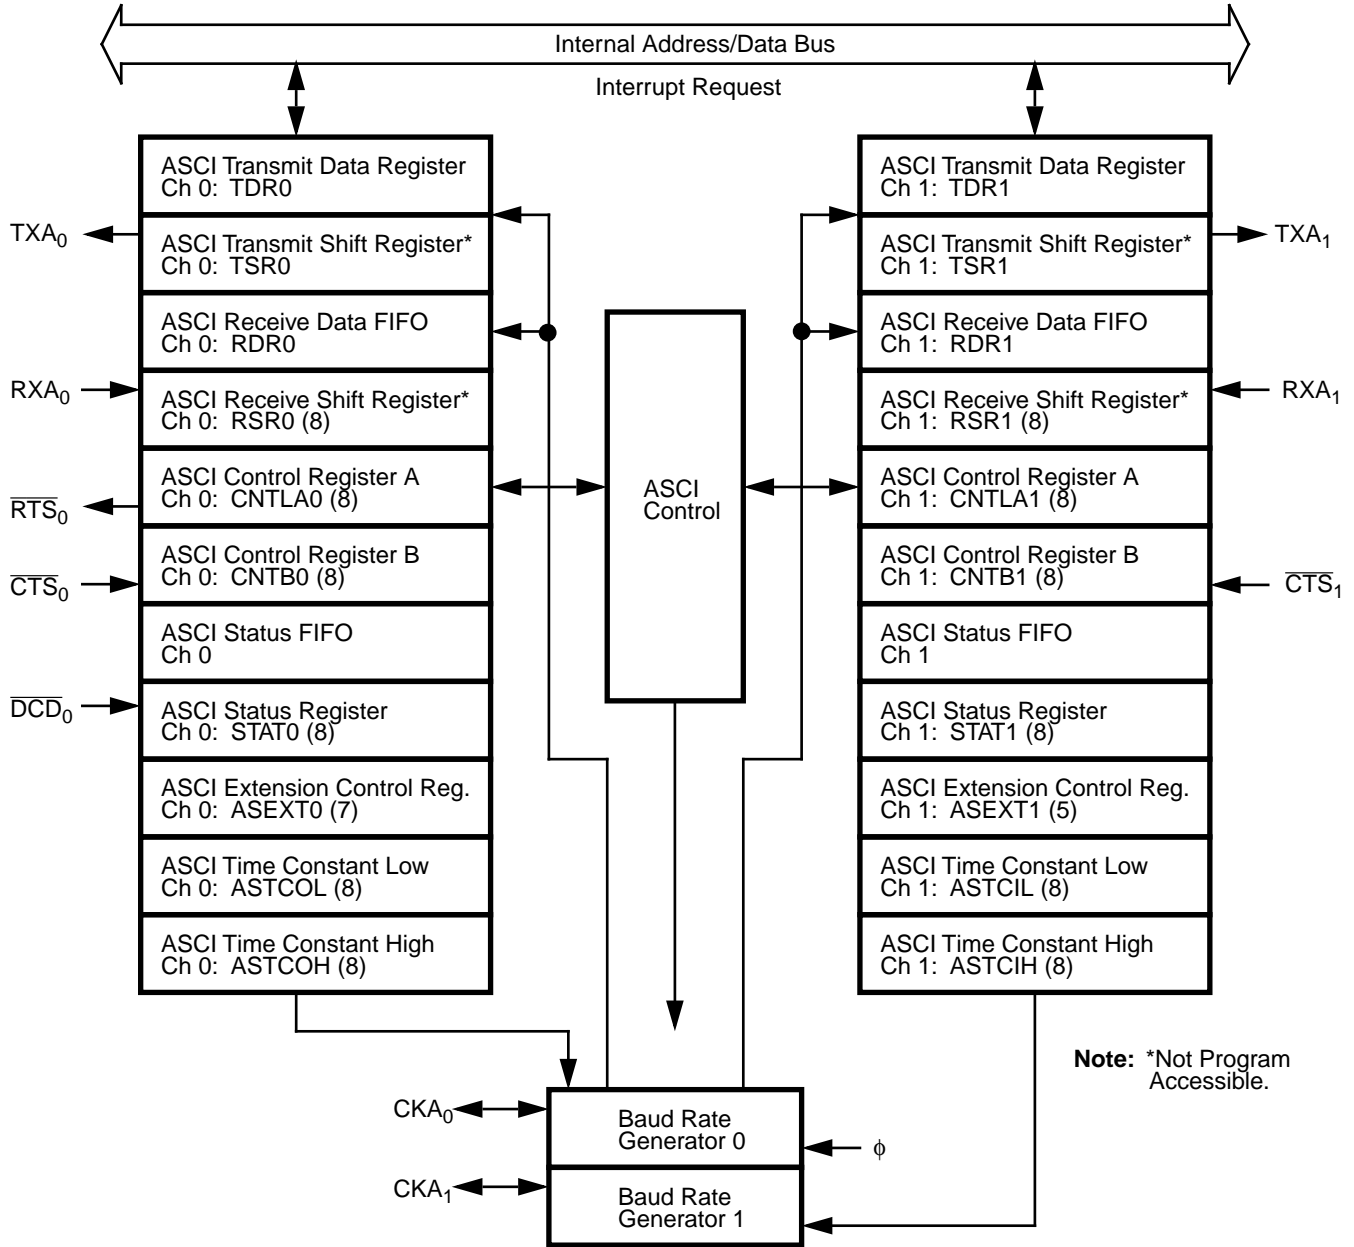 Internal Address/Data Bus
Interrupt Request
ASCI Transmit Data Register
Ch 0: TDR0
TXA0
ASCI Transmit Shift Register*
Ch 0: TSR0
ASCI Receive Data FIFO
Ch 0: RDR0
RXA0
ASCI Receive Shift Register*
Ch 0: RSR0 (8)
RTS0
ASCI Control Register A
Ch 0: CNTLA0 (8)
CTS0
ASCI Control Register B
Ch 0: CNTB0 (8)
ASCI Status FIFO
Ch 0
DCD0
ASCI Status Register
Ch 0: STAT0 (8)
ASCI Extension Control Reg.
Ch 0: ASEXT0 (7)
ASCI Time Constant Low
Ch 0: ASTCOL (8)
ASCI Time Constant High
Ch 0: ASTCOH (8)
ASCI
Control
ASCI Transmit Data Register
Ch 1: TDR1
ASCI Transmit Shift Register*
Ch 1: TSR1
TXA1
ASCI Receive Data FIFO
Ch 1: RDR1
ASCI Receive Shift Register*
Ch 1: RSR1 (8)
RXA1
ASCI Control Register A
Ch 1: CNTLA1 (8)
ASCI Control Register B
Ch 1: CNTB1 (8)
CTS1
ASCI Status FIFO
Ch 1
ASCI Status Register
Ch 1: STAT1 (8)
ASCI Extension Control Reg.
Ch 1: ASEXT1 (5)
ASCI Time Constant Low
Ch 1: ASTCIL (8)
ASCI Time Constant High
Ch 1: ASTCIH (8)
Note: *Not Program
Accessible.
CKA0
Baud Rate
Generator 0
ϕ
CKA1
Baud Rate
Generator 1